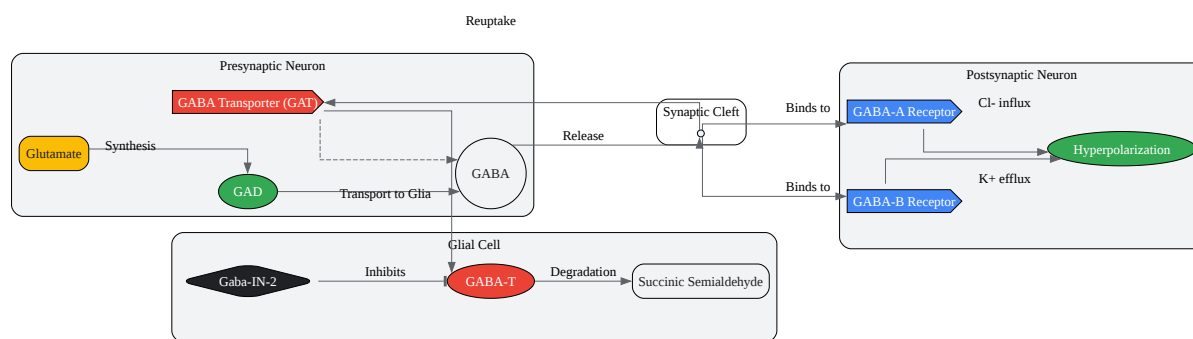 Reuptake
Presynaptic Neuron
Postsynaptic Neuron
GABA Transporter (GAT)
Synaptic Cleft
Binds to
GABA-A Receptor
Cl- influx
Glutamate
Synthesis
Release
Hyperpolarization
GABA
GAD
Transport to Glia
Binds to
GABA-B Receptor
K+ efflux
Glial Cell
Gaba-IN-2
Inhibits
GABA-T
Degradation
Succinic Semialdehyde